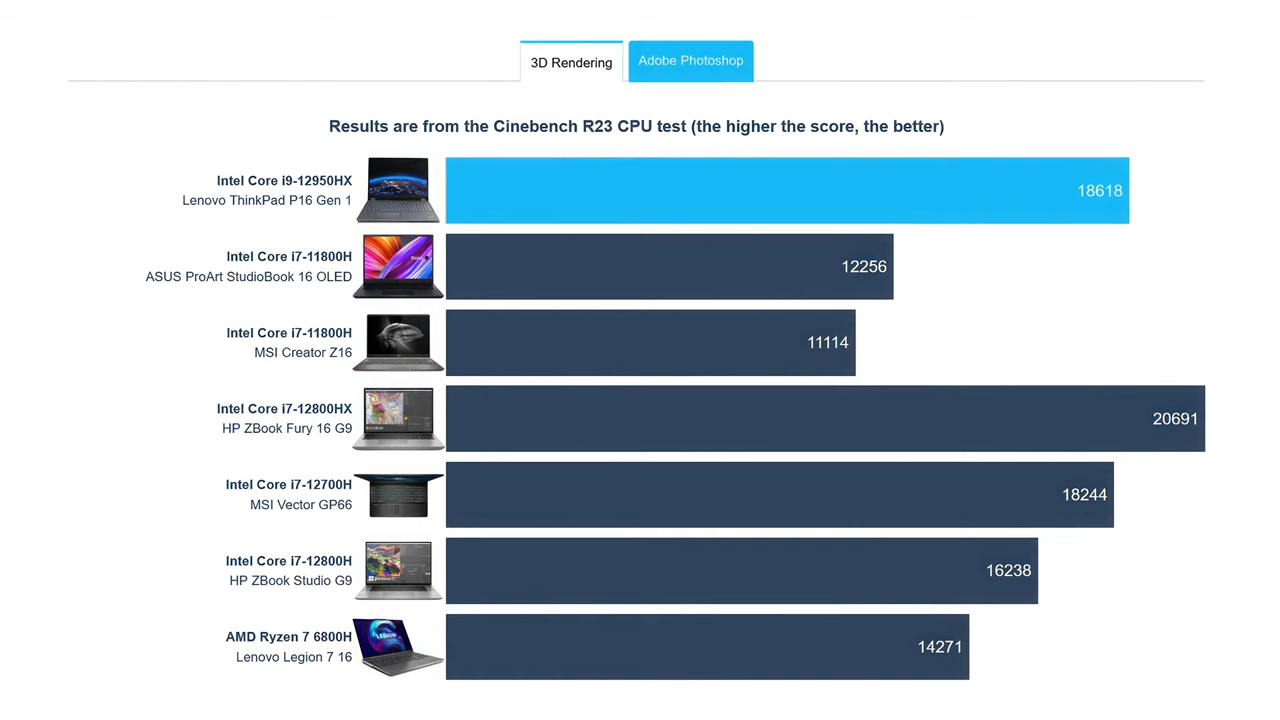 3D Rendering
Adobe Photoshop
Results are from the Cinebench R23 CPU test (the higher the score, the better)
Intel Core i9-12950HX
Lenovo ThinkPad P16 Gen 1
18618
Intel Core i7-11800H
ASUS ProArt StudioBook 16 OLED
12256
Intel Core i7-11800H
MSI Creator Z16
11114
Intel Core i7-12800HX
HP ZBook Fury 16 G9
20691
Intel Core i7-12700H
MSI Vector GP66
18244
Intel Core i7-12800H
HP ZBook Studio G9
16238
AMD Ryzen 7 6800H
Lenovo Legion 7 16
LEGION
14271